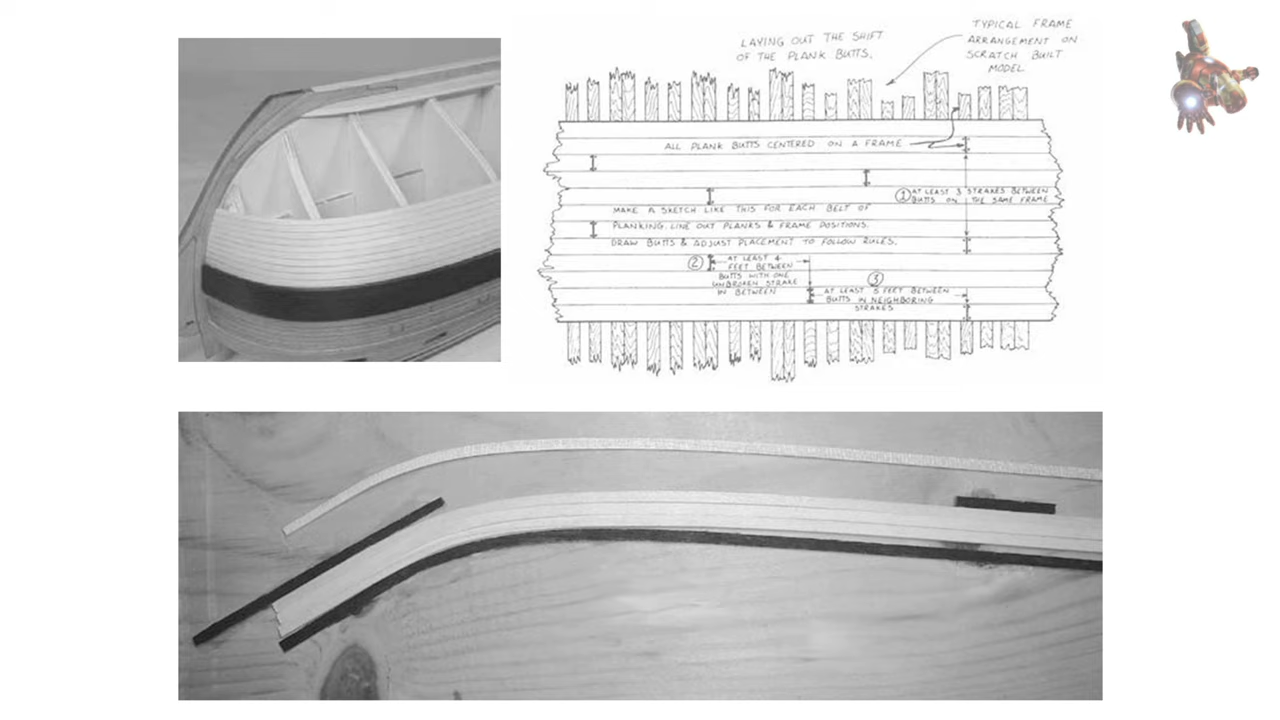 LAYING OUT THE SHIFT
OF THE PLANK BUTTS.
TYPICAL FRAME
ARRANGEMENT ON
SCRATCH BUILT
MODEL
ALL PLANK BUTTS CENTERED ON A FRAME
① AT LEAST 3 STRAKES BETWEEN
BUTTS ON THE SAME FRAME
MAKE A SKETCH LIKE THIS FOR EACH BELT OF
PLANKING. LINE OUT PLANKS & FRAME POSITIONS.
DRAW BUTTS & ADJUST PLACEMENT TO FOLLOW RULES.
② AT LEAST 4
FEET BETWEEN
BUTTS WITH ONE
UNBROKEN STRAKE
IN BETWEEN
③
AT LEAST 5 FEET BETWEEN
BUTTS IN NEIGHBORING
STRAKES